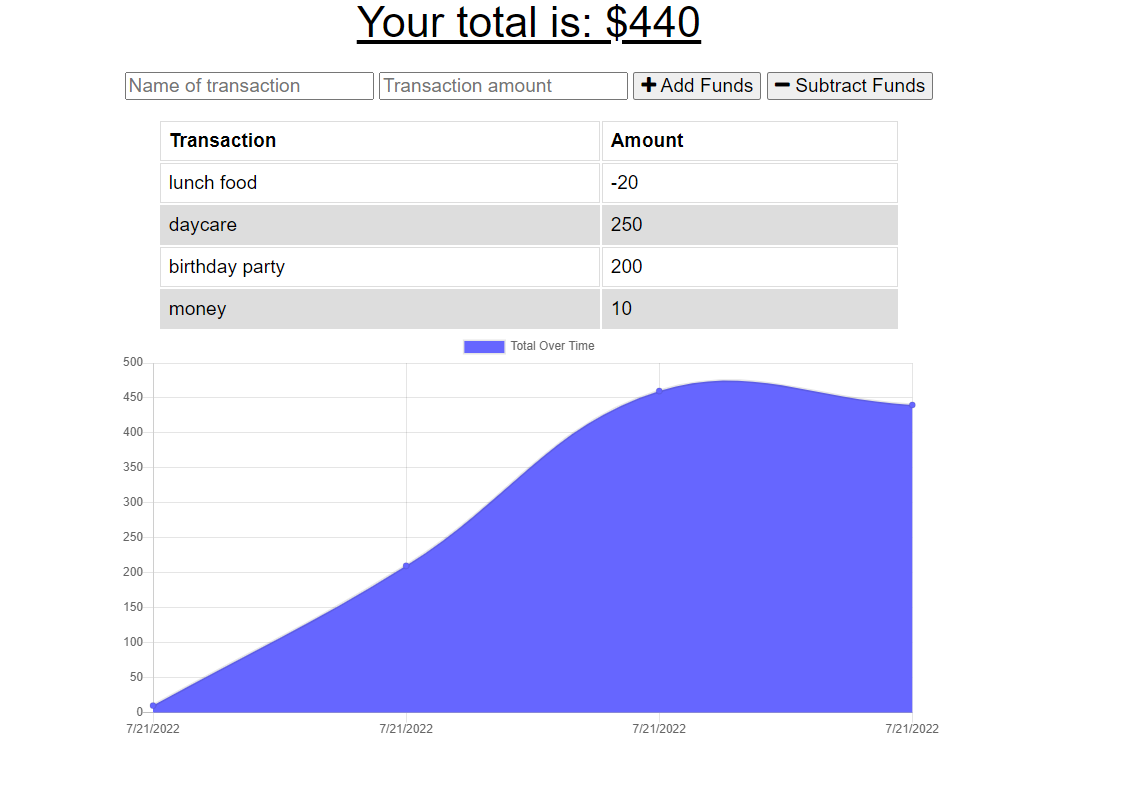 Your total is: $440
Name of transaction Transaction amount Add Funds Subtract Funds
Transaction Amount
lunch food -20
daycare 250
birthday party 200
money 10
Total Over Time
500
450
400
350
300
250
200
150
100
50
0
7/21/2022 7/21/2022 7/21/2022 7/21/2022